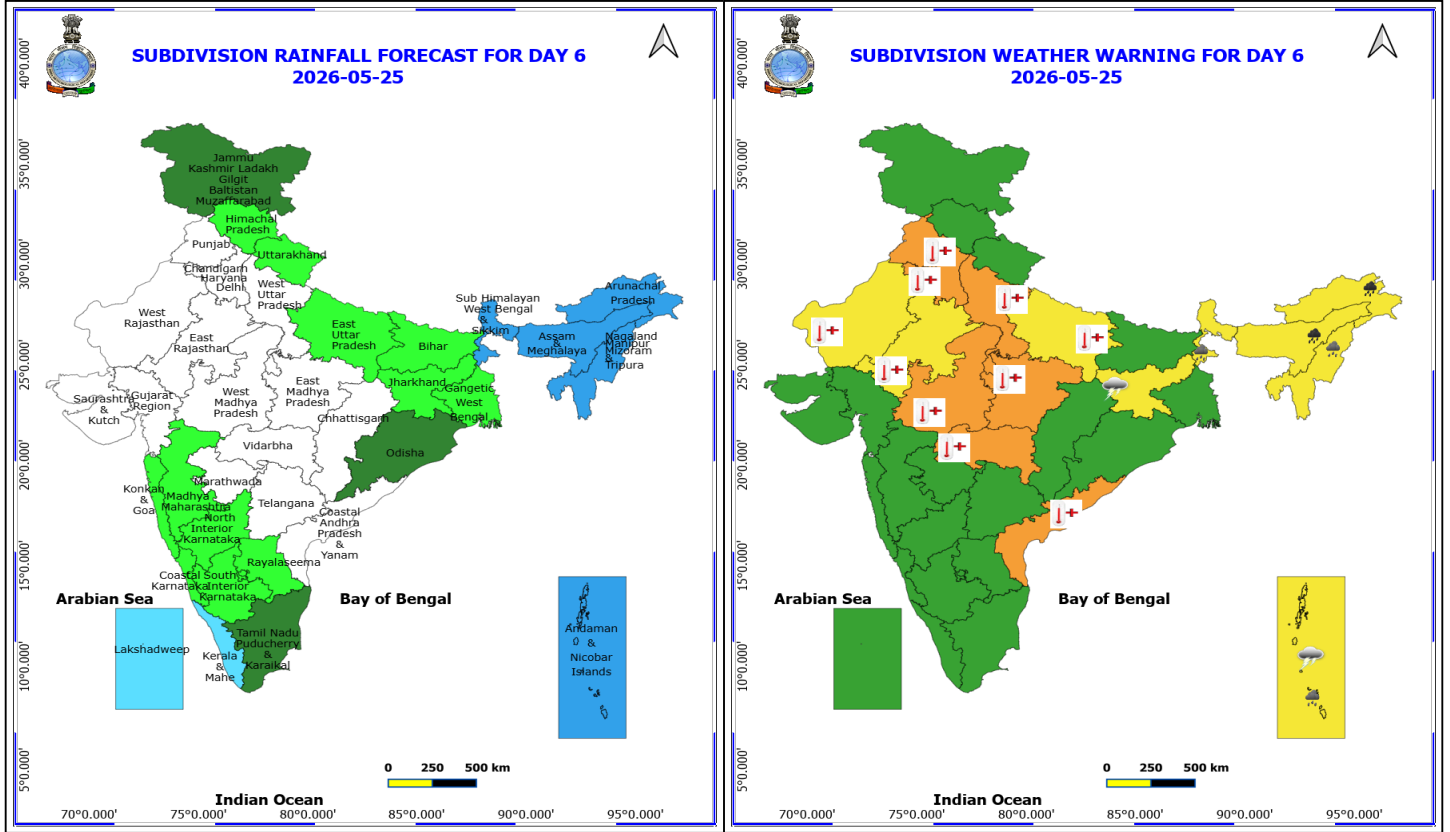 SUBDIVISION RAINFALL FORECAST FOR DAY 6
2026-05-25
40°0.000'
35°0.000'
30°0.000'
25°0.000'
20°0.000'
15°0.000'
10°0.000'
5°0.000'
Jammu
Kashmir Ladakh
Gilgit
Baltistan
Muzaffarabad
Himachal
Pradesh
Punjab
Uttarakhand
Chandigarh
Haryana
Delhi
West
Uttar
Pradesh
West
Rajasthan
East
Rajasthan
East
Uttar
Pradesh
Bihar
Sub Himalayan
West Bengal
&
Sikkim
Arunachal
Pradesh
Assam
&
Meghalaya
Nagaland
Manipur
Mizoram
&
Tripura
Jharkhand
Gangetic
West
Bengal
Saurashtra
&
Kutch
Gujarat
Region
West
Madhya
Pradesh
East
Madhya
Pradesh
Chhattisgarh
Vidarbha
Odisha
Konkan
&
Goa
Madhya
Maharashtra
Marathwada
Telangana
North
Interior
Karnataka
Coastal
Andhra
Pradesh
&
Yanam
Rayalaseema
Coastal
Karnataka
South
Interior
Karnataka
Arabian Sea
Bay of Bengal
Lakshadweep
Kerala
&
Mahe
Tamil Nadu
Puducherry
&
Karaikal
Andaman
&
Nicobar
Islands
0 250 500 km
Indian Ocean
70°0.000' 75°0.000' 80°0.000' 85°0.000' 90°0.000' 95°0.000'
SUBDIVISION WEATHER WARNING FOR DAY 6
2026-05-25
40°0.000'
35°0.000'
30°0.000'
25°0.000'
20°0.000'
15°0.000'
10°0.000'
5°0.000'
Arabian Sea
Bay of Bengal
0 250 500 km
Indian Ocean
70°0.000' 75°0.000' 80°0.000' 85°0.000' 90°0.000' 95°0.000'